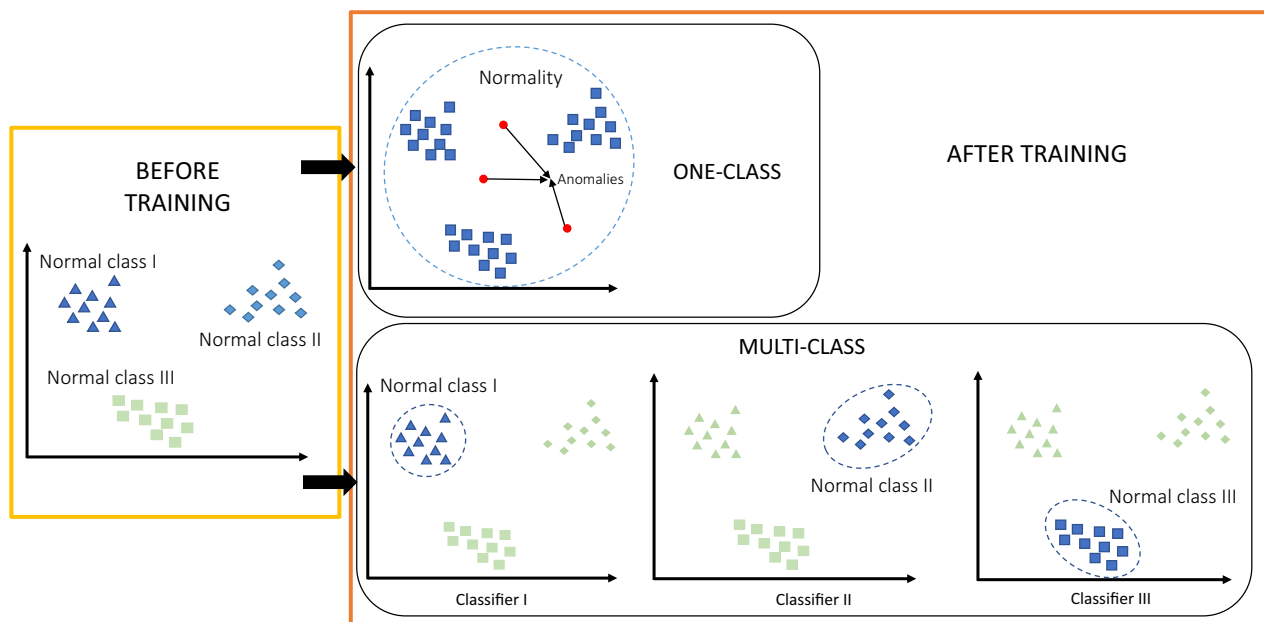 BEFORE
TRAINING
Normal class I
Normal class II
Normal class III
Normality
Anomalies
ONE-CLASS
AFTER TRAINING
MULTI-CLASS
Normal class I
Normal class II
Normal class III
Classifier I
Classifier II
Classifier III